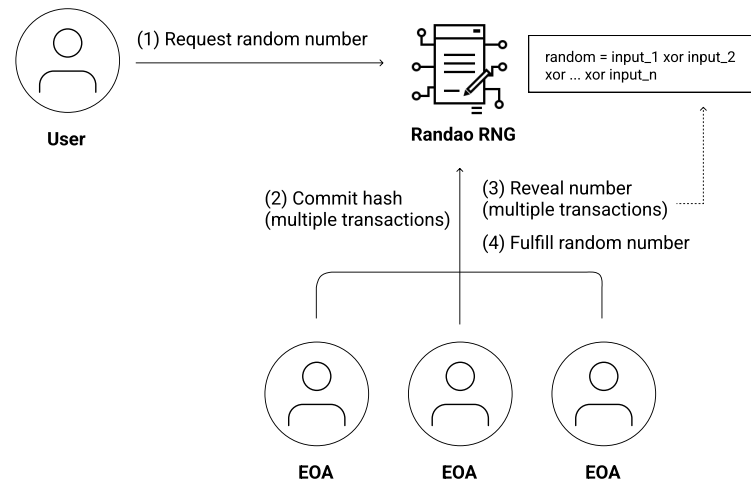 (1) Request random number
random = input_1 xor input_2
xor ... xor input_n
User
Randao RNG
(2) Commit hash
(multiple transactions)
(3) Reveal number
(multiple transactions)
(4) Fulfill random number
EOA
EOA
EOA